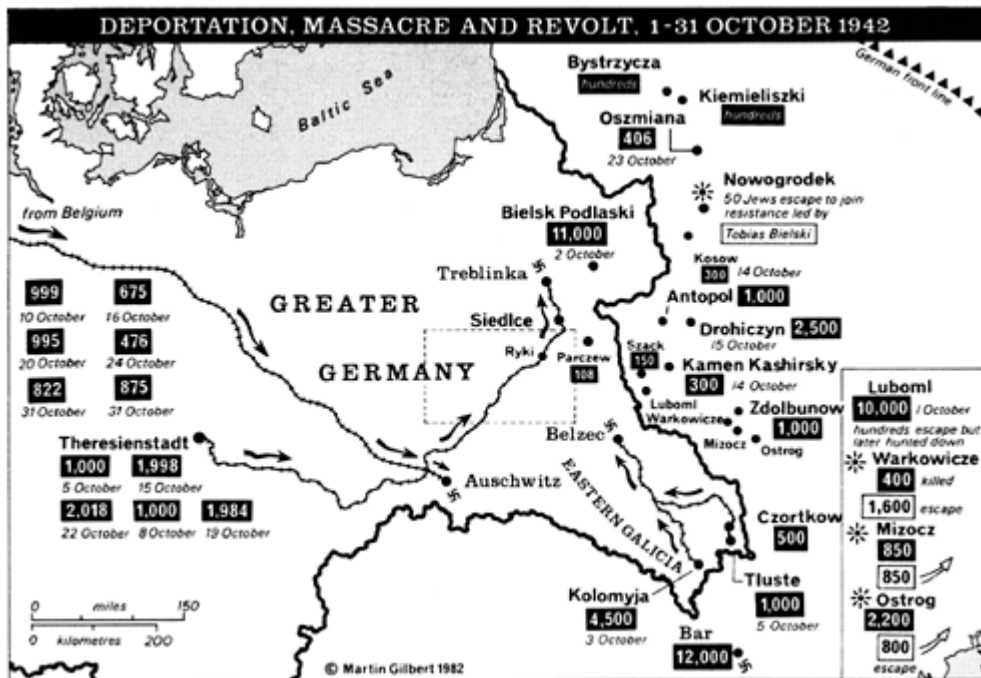 DEPORTATION, MASSACRE AND REVOLT, 1-31 OCTOBER 1942
Baltic Sea
German front line
Bystrzycza
hundreds
Kiemieliszki
hundreds
Oszmiana
406
23 October
Nowogrodek
50 Jews escape to join
resistance led by
Tobias Bielski
from Belgium
Bielsk Podlaski
11,000
2 October
Kosow
300 14 October
Treblinka
Antopol 1,000
999 675
10 October 16 October
995 476
20 October 24 October
822 875
31 October 31 October
GREATER
GERMANY
Siedlce
Ryki
Parczew
108
Drohiczyn 2,500
15 October
Szack
150
Kamen Kashirsky
300 14 October
Luboml
Warkowicze
Zdolbunow
1,000
Mizocz
Ostrog
Theresienstadt
1,000 1,998
5 October 15 October
2,018 1,000 1,984
22 October 8 October 19 October
Auschwitz
Belzec
EASTERN GALICIA
Czortkow
500
Tluste
1,000
5 October
Kolomyja
4,500
3 October
Bar
12,000
Luboml
10,000 1 October
hundreds escape but
later hunted down
Warkowicze
400 killed
1,600 escape
Mizocz
850
850
Ostrog
2,200
800
escape
0 miles 150
0 kilometres 200
© Martin Gilbert 1982